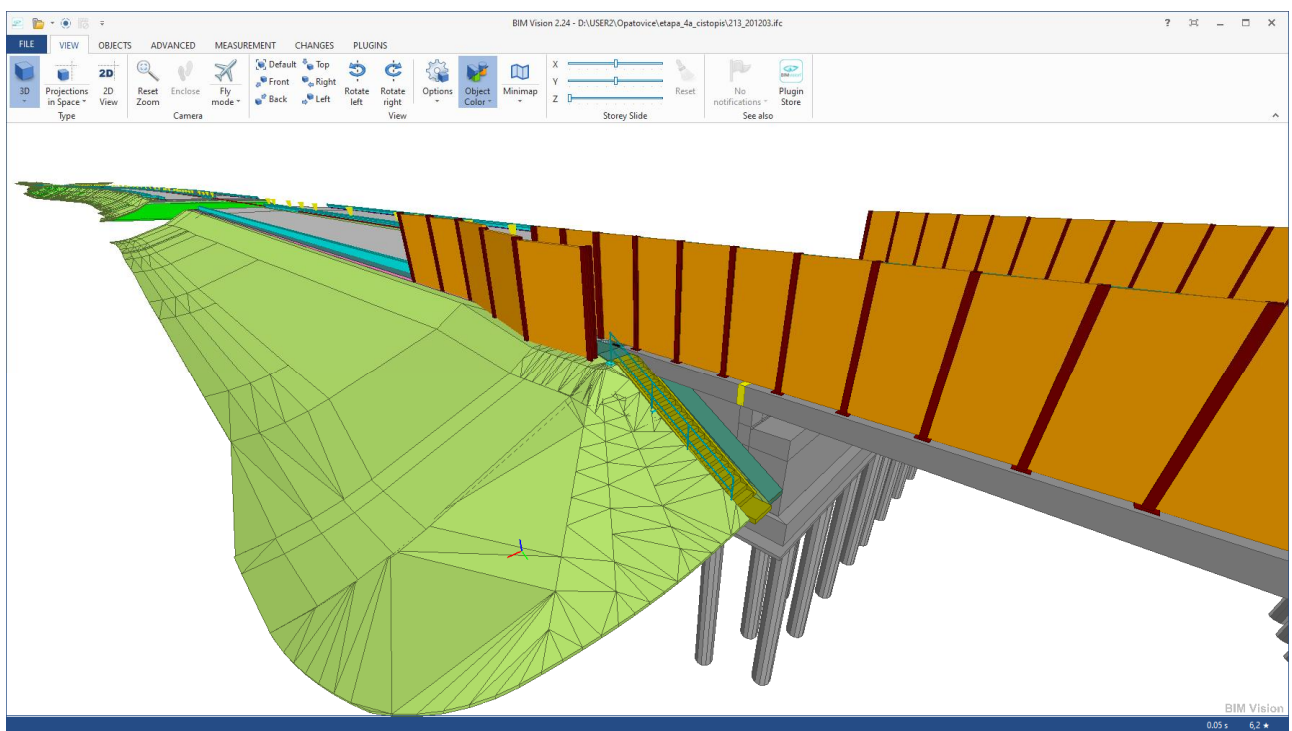 BIM Vision 2.24 - D:\USER2\Opatovice\etapa_4a_cistopis\213_201203.ifc
FILE VIEW OBJECTS ADVANCED MEASUREMENT CHANGES PLUGINS
3D
Projections in Space
2D
2D View
Reset Zoom
Enclose
Fly mode
Default
Front
Back
Top
Right
Left
Rotate left
Rotate right
Options
Object Color
Minimap
X
Y
Z
Reset
No notifications
Plugin Store
Type
Camera
View
Storey Slide
See also
BIM Vision
0.05 s 6,2 ★